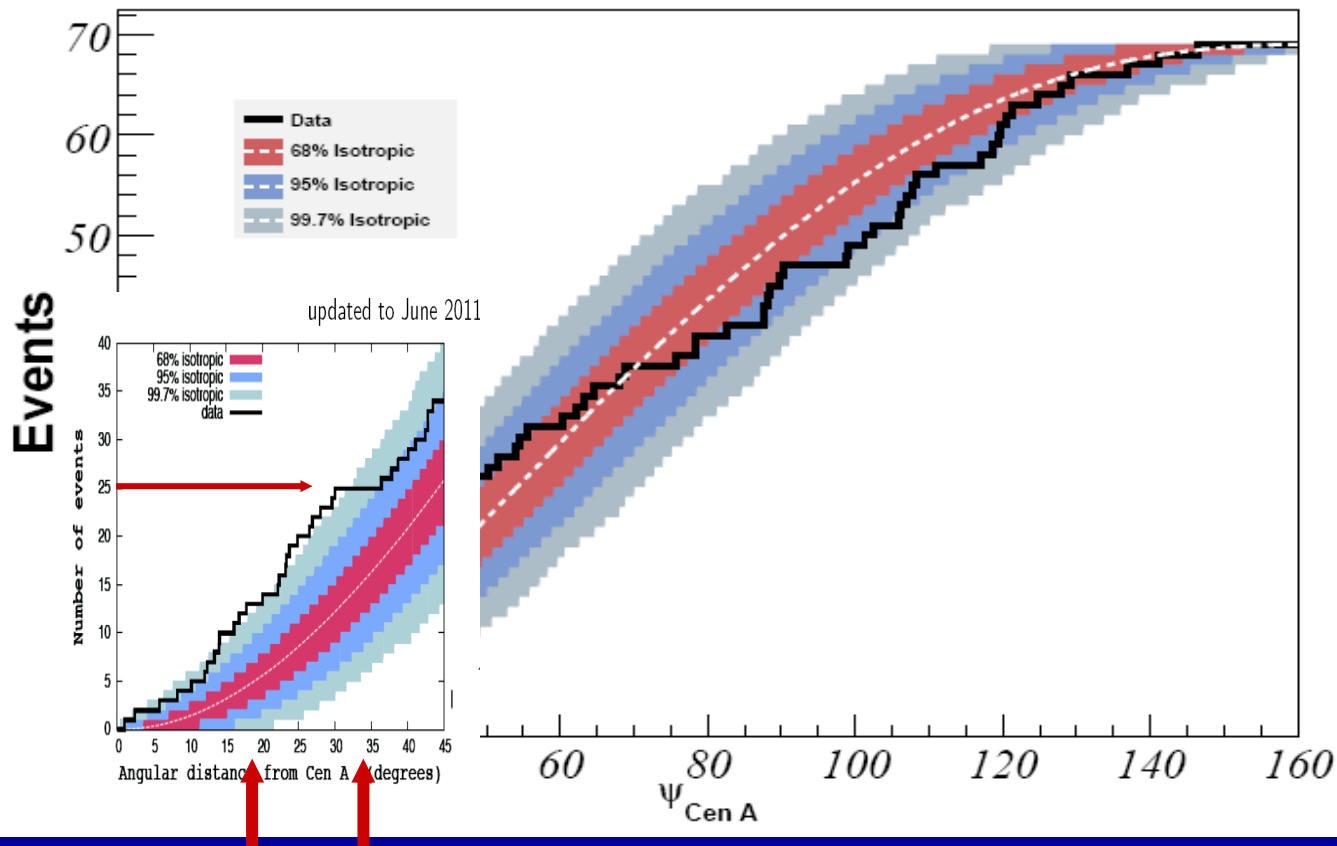 70
60
50
Events
Data
68% Isotropic
95% Isotropic
99.7% Isotropic
updated to June 2011
68% isotropic
95% isotropic
99.7% isotropic
data
Number of events
40
35
30
25
20
15
10
5
0
0 5 10 15 20 25 30 35 40 45
Angular distance from Cen A (degrees)
60 80 100 120 140 160
ψ Cen A